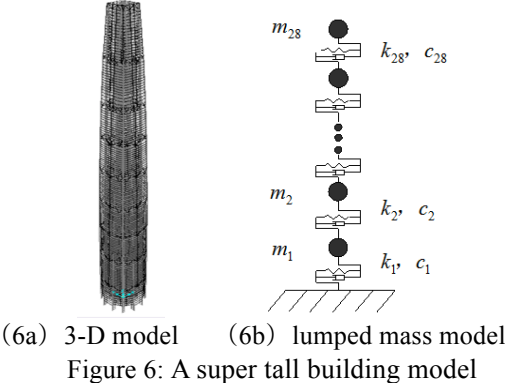 m28
k28, c28
m2
k2, c2
m1
k1, c1
(6a) 3-D model (6b) lumped mass model
Figure 6: A super tall building model